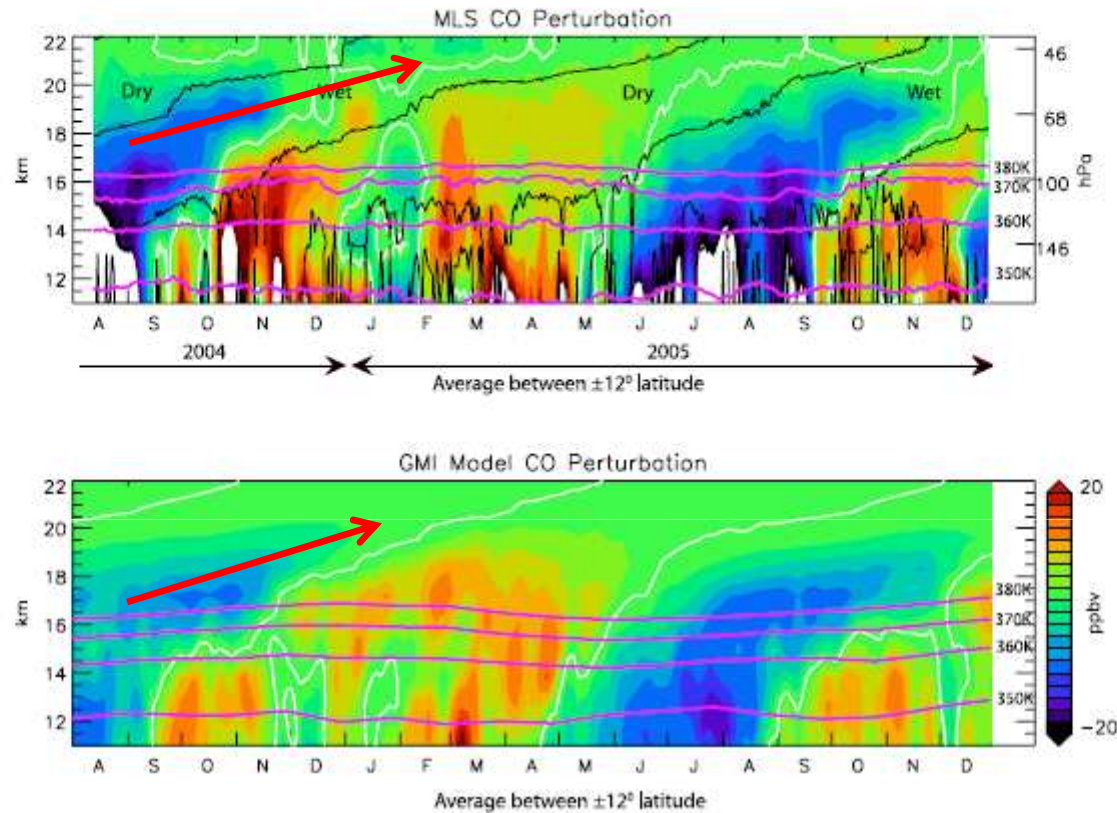 MLS CO Perturbation
22
20
18
16
14
12
km
Dry
Wet
Dry
Wet
46
68
100
146
hPa
380K
370K
360K
350K
A S O N D J F M A M J J A S O N D
2004 2005
Average between ±12⁰ latitude
GMI Model CO Perturbation
22
20
18
16
14
12
km
380K
370K
360K
350K
20
ppbv
-20
A S O N D J F M A M J J A S O N D
Average between ±12⁰ latitude